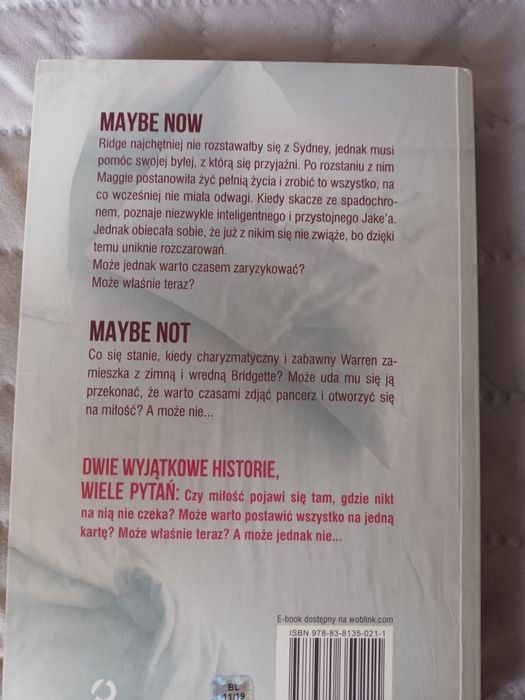 MAYBE NOW
Ridge najchętniej nie rozstawałby się z Sydney, jednak musi
pomóc swojej byłej, z którą się przyjaźni. Po rozstaniu z nim
Maggie postanowiła żyć pełnią życia i zrobić to wszystko, na
co wcześniej nie miała odwagi. Kiedy skacze ze spadochro-
nem, poznaje niezwykle inteligentnego i przystojnego Jake'a.
Jednak obiecała sobie, że już z nikim się nie zwiąże, bo dzięki
temu uniknie rozczarowań.
Może jednak warto czasem zaryzykować?
Może właśnie teraz?
MAYBE NOT
Co się stanie, kiedy charyzmatyczny i zabawny Warren za-
mieszka z zimną i wredną Bridgette? Może uda mu się ją
przekonać, że warto czasami zdjąć pancerz i otworzyć się
na miłość? A może nie...
DWIE WYJĄTKOWE HISTORIE,
WIELE PYTAŃ: Czy miłość pojawi się tam, gdzie nikt
na nią nie czeka? Może warto postawić wszystko na jedną
kartę? Może właśnie teraz? A może jednak nie...
E-book dostępny na woblink.com
ISBN 978-83-8135-021-1
BL
11/19